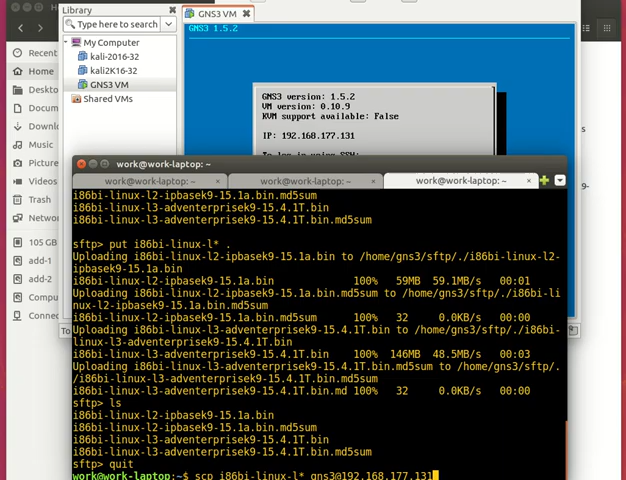 Library
GNS3 VM
Type here to search
GNS3 1.5.2
My Computer
Recent
kali-2016-32
kali2K16-32
Home
GNS3 VM
GNS3 version: 1.5.2
Shared VMs
VM version: 0.10.9
KVM support available: False
IP: 192.168.177.131
Music
work@work-laptop: ~
work@work-laptop: ~
work@work-laptop: ~
work@work-laptop: ~
Videos
Trash
105 GB
add-1
add-2
i86bi-linux-l2-ipbasek9-15.1a.bin.md5sum
i86bi-linux-l3-adventerprisek9-15.4.1T.bin
i86bi-linux-l3-adventerprisek9-15.4.1T.bin.md5sum
sftp> put i86bi-linux-l* .
Uploading i86bi-linux-l2-ipbasek9-15.1a.bin to /home/gns3/sftp/./i86bi-linux-l2-
ipbasek9-15.1a.bin
i86bi-linux-l2-ipbasek9-15.1a.bin 100% 59MB 59.1MB/s 00:01
Uploading i86bi-linux-l2-ipbasek9-15.1a.bin.md5sum to /home/gns3/sftp/./i86bi-li
nux-l2-ipbasek9-15.1a.bin.md5sum
i86bi-linux-l2-ipbasek9-15.1a.bin.md5sum 100% 32 0.0KB/s 00:00
Uploading i86bi-linux-l3-adventerprisek9-15.4.1T.bin to /home/gns3/sftp/./i86bi-
linux-l3-adventerprisek9-15.4.1T.bin
i86bi-linux-l3-adventerprisek9-15.4.1T.bin 100% 146MB 48.5MB/s 00:03
Uploading i86bi-linux-l3-adventerprisek9-15.4.1T.bin.md5sum to /home/gns3/sftp/.
/i86bi-linux-l3-adventerprisek9-15.4.1T.bin.md5sum
i86bi-linux-l3-adventerprisek9-15.4.1T.bin.md 100% 32 0.0KB/s 00:00
sftp> ls
i86bi-linux-l2-ipbasek9-15.1a.bin
i86bi-linux-l2-ipbasek9-15.1a.bin.md5sum
i86bi-linux-l3-adventerprisek9-15.4.1T.bin
i86bi-linux-l3-adventerprisek9-15.4.1T.bin.md5sum
sftp> quit
work@work-laptop:~$ scp i86bi-linux-l* gns3@192.168.177.131